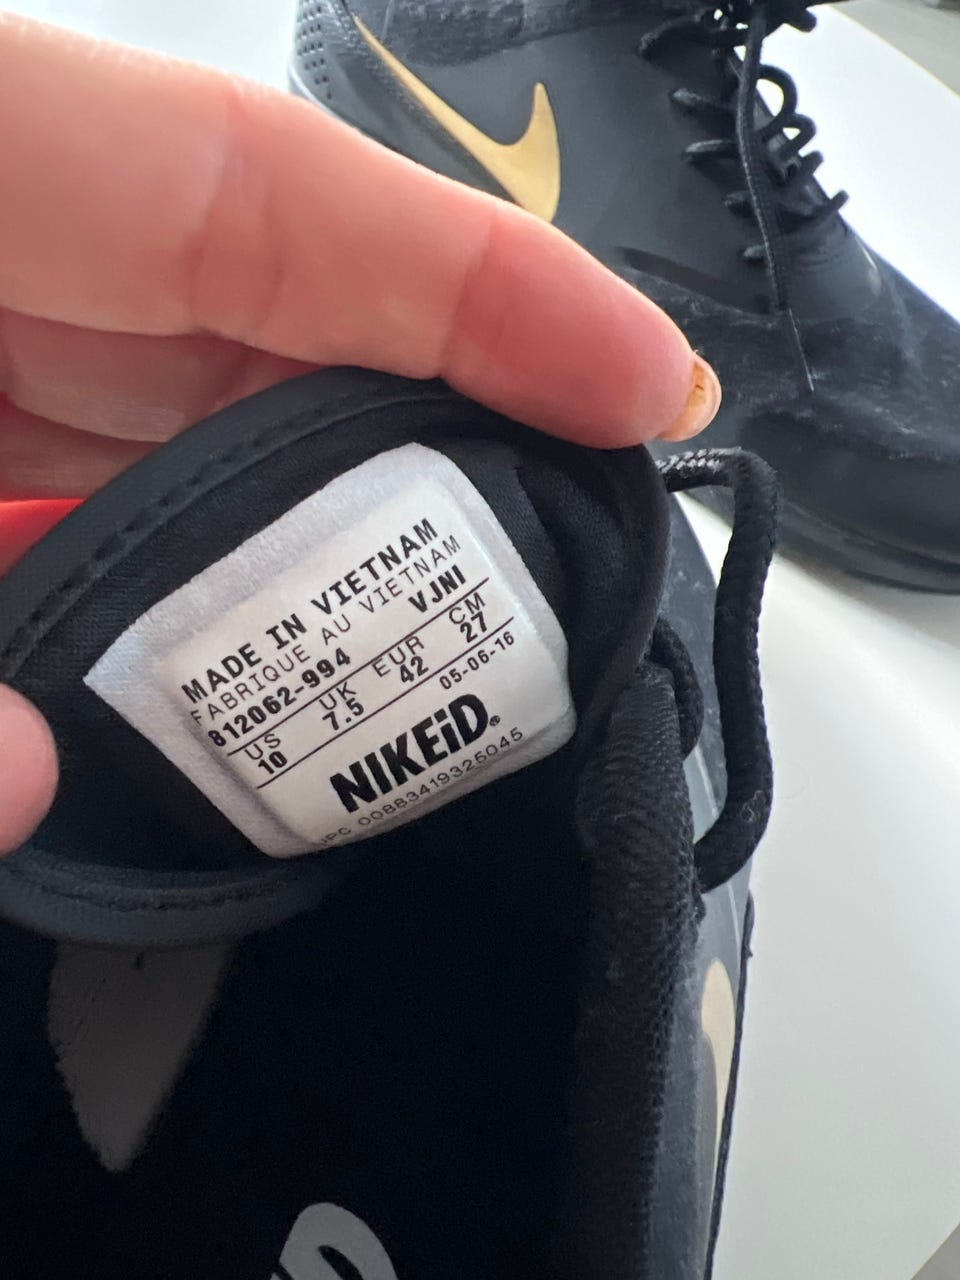 MADE IN VIETNAM
FABRIQUE AU VIETNAM
812062-994 VJNI
US UK EUR CM
10 7.5 42 27
05-06-16
NIKEiD®
UPC 00883419325045
iD